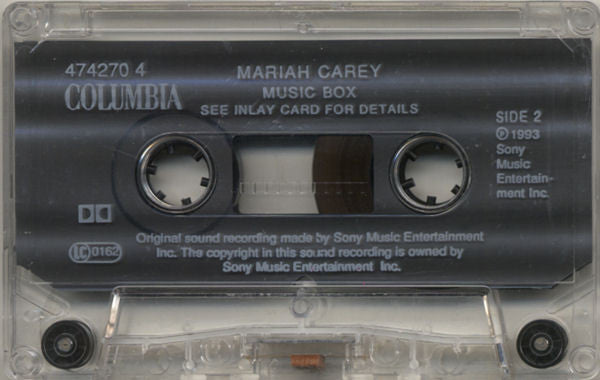 474270 4
COLUMBIA
MARIAH CAREY
MUSIC BOX
SEE INLAY CARD FOR DETAILS
SIDE 2
℗ 1993
Sony
Music
Entertain-
ment Inc.
LC 0162
Original sound recording made by Sony Music Entertainment
Inc. The copyright in this sound recording is owned by
Sony Music Entertainment Inc.